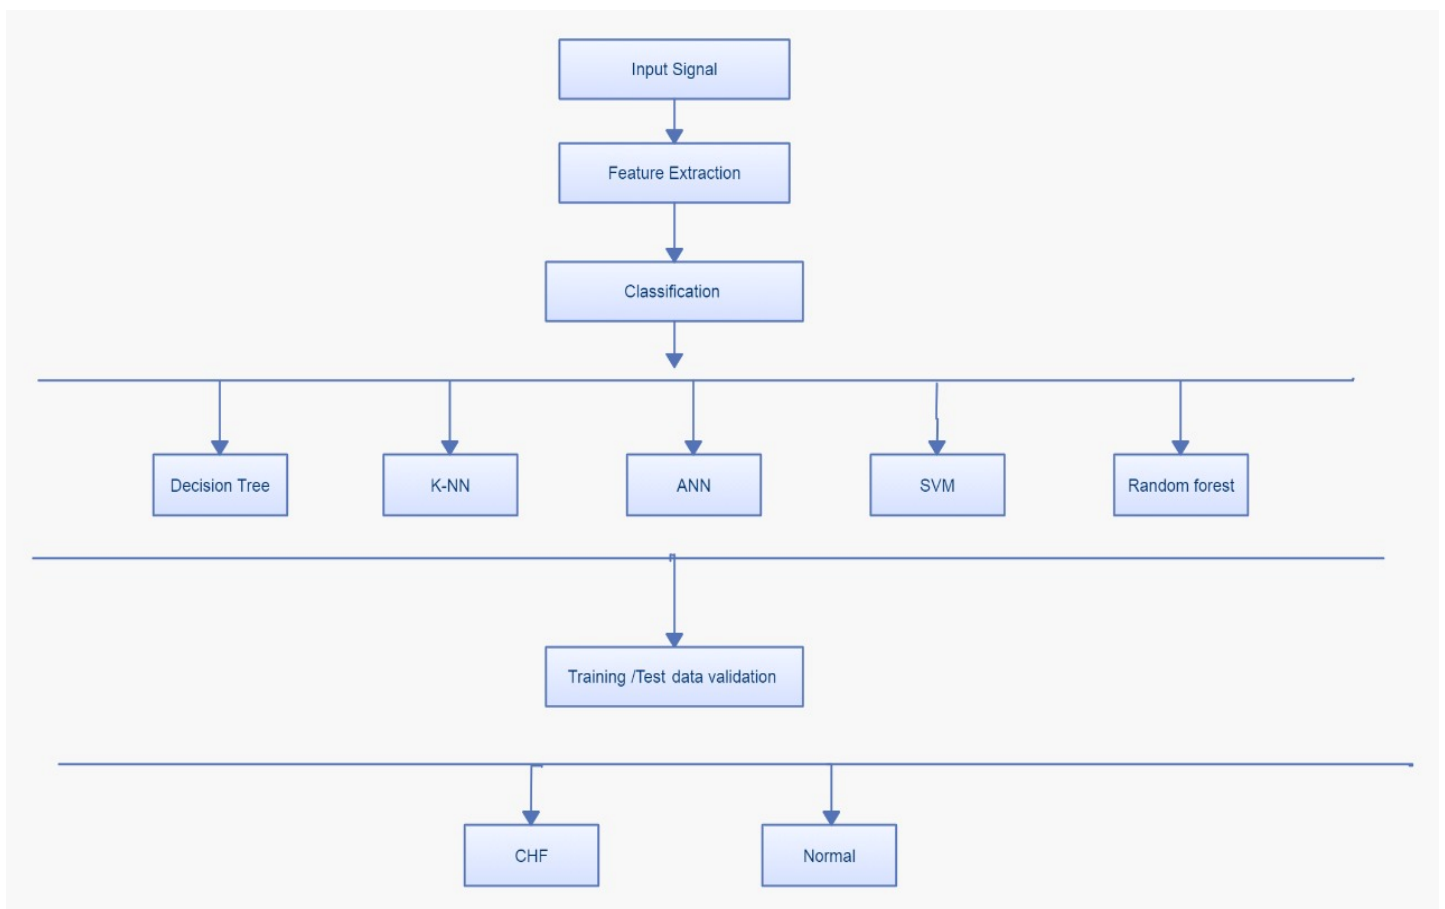 Input Signal
Feature Extraction
Classification
Decision Tree
K-NN
ANN
SVM
Random forest
Training /Test data validation
CHF
Normal